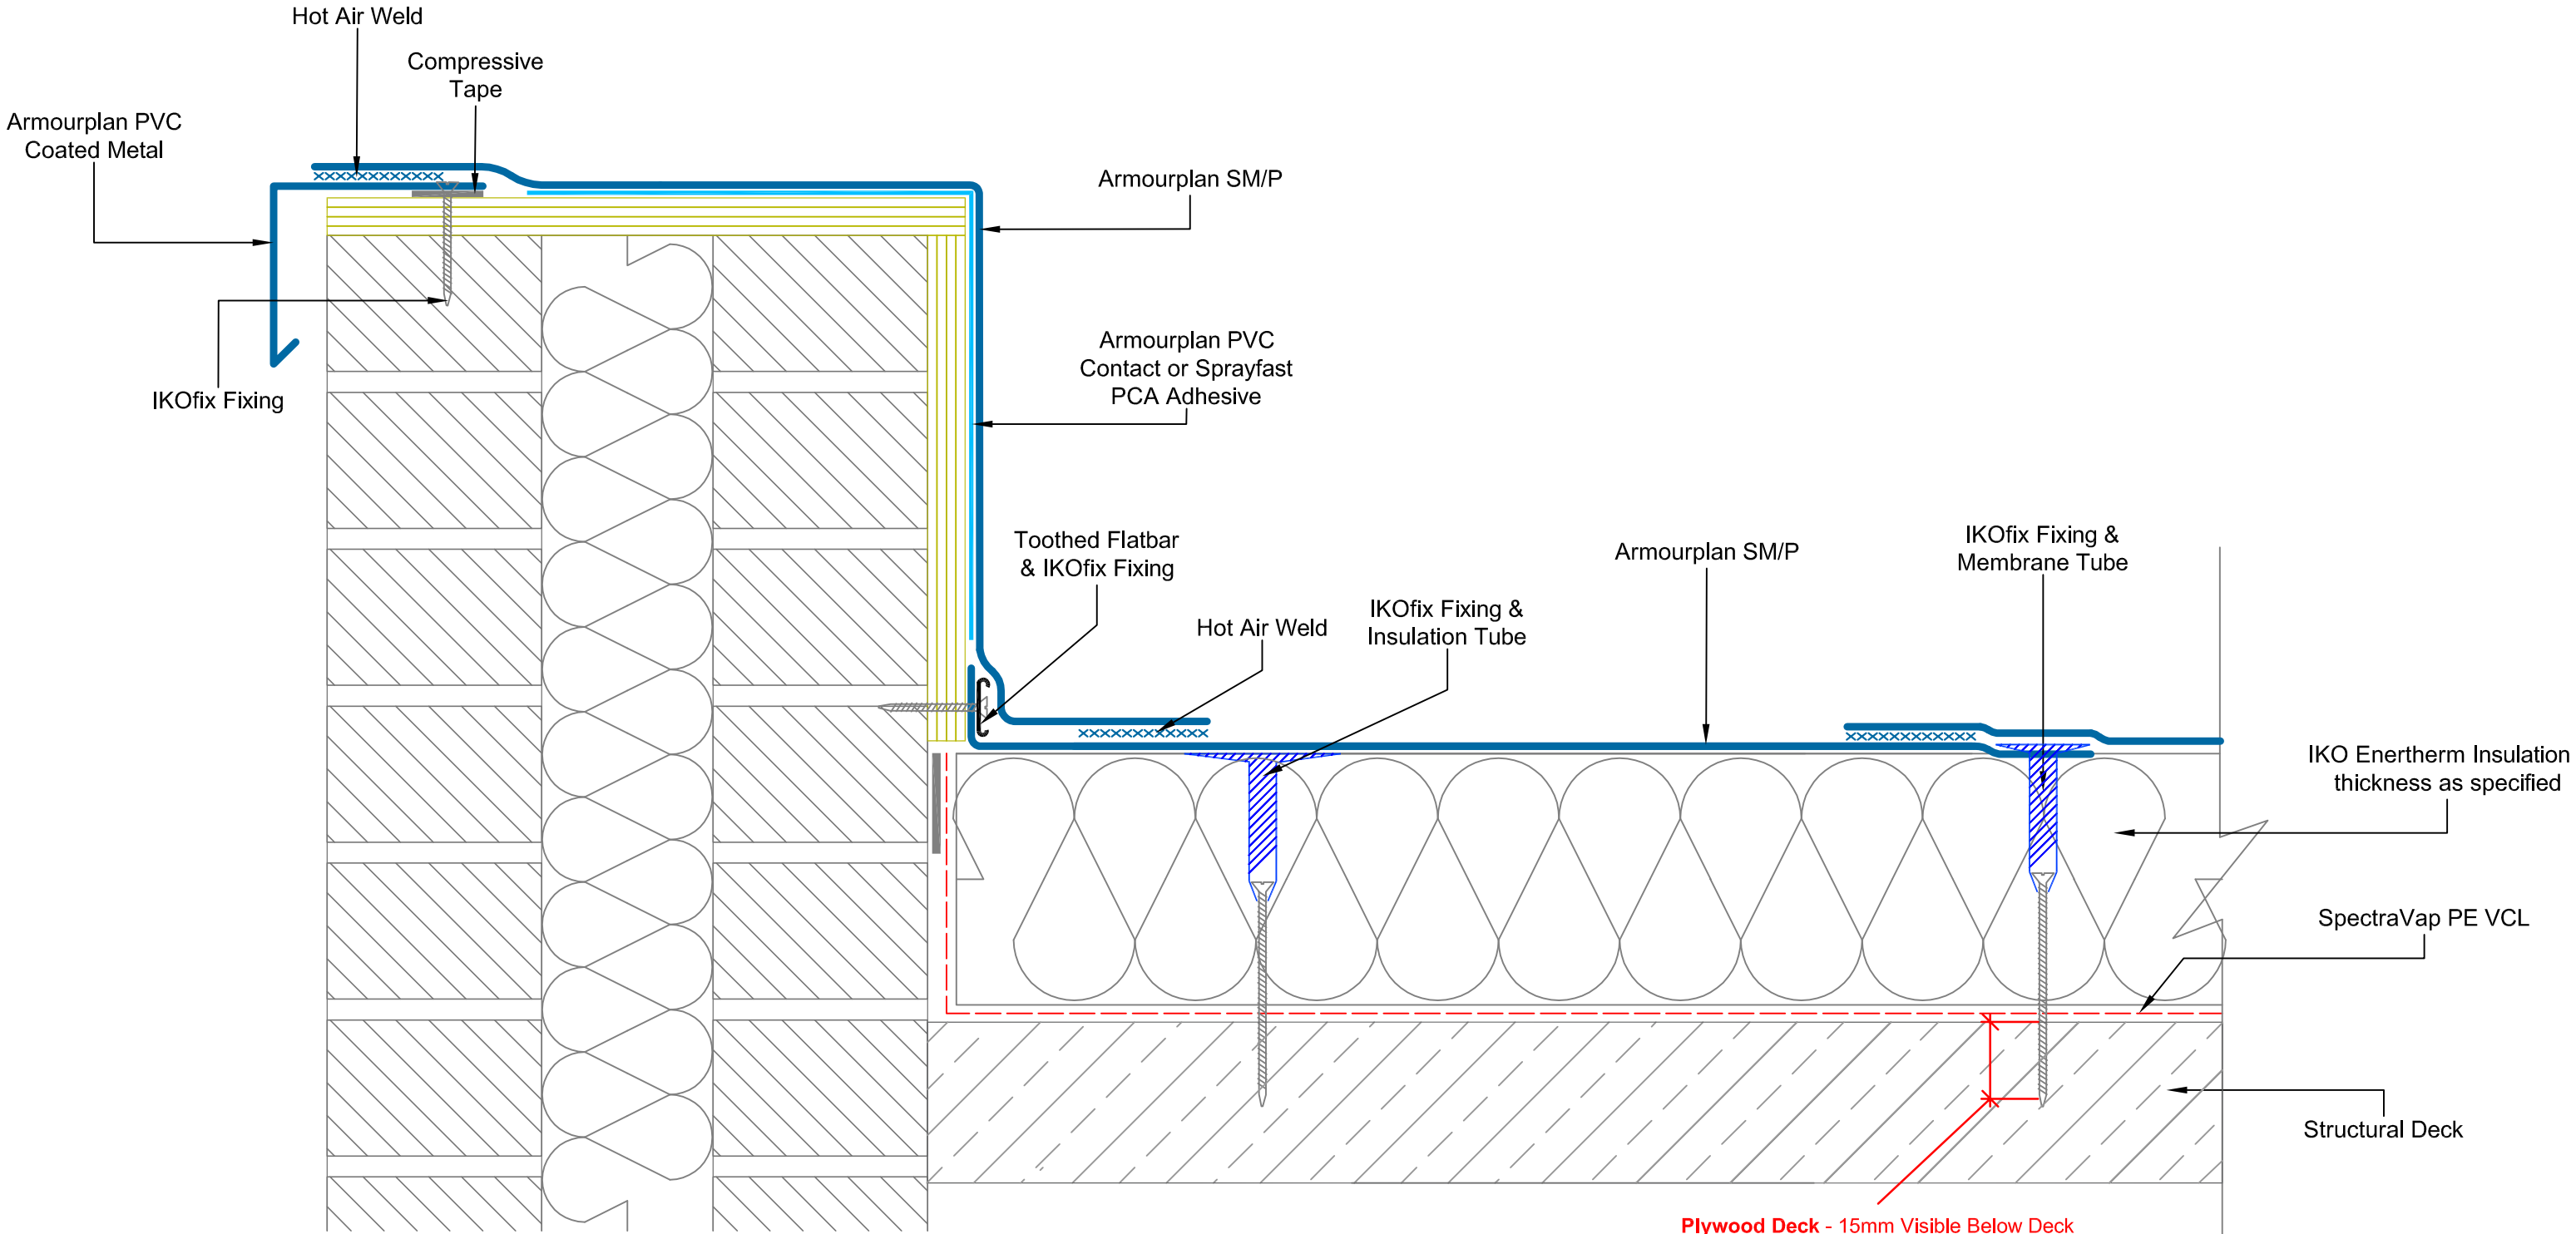 Hot Air Weld
Compressive
Tape
Armourplan PVC
Coated Metal
IKOfix Fixing
Armourplan SM/P
Armourplan PVC
Contact or Sprayfast
PCA Adhesive
Toothed Flatbar
& IKOfix Fixing
Hot Air Weld
IKOfix Fixing &
Insulation Tube
Armourplan SM/P
IKOfix Fixing &
Membrane Tube
IKO Enertherm Insulation
thickness as specified
SpectraVap PE VCL
Structural Deck
Plywood Deck - 15mm Visible Below Deck